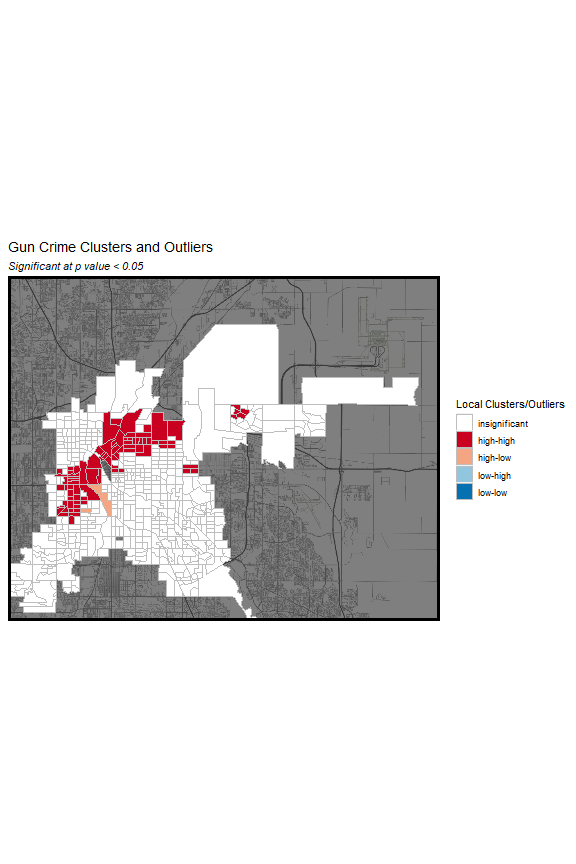 Gun Crime Clusters and Outliers
Significant at p value < 0.05
Local Clusters/Outliers
insignificant
high-high
high-low
low-high
low-low